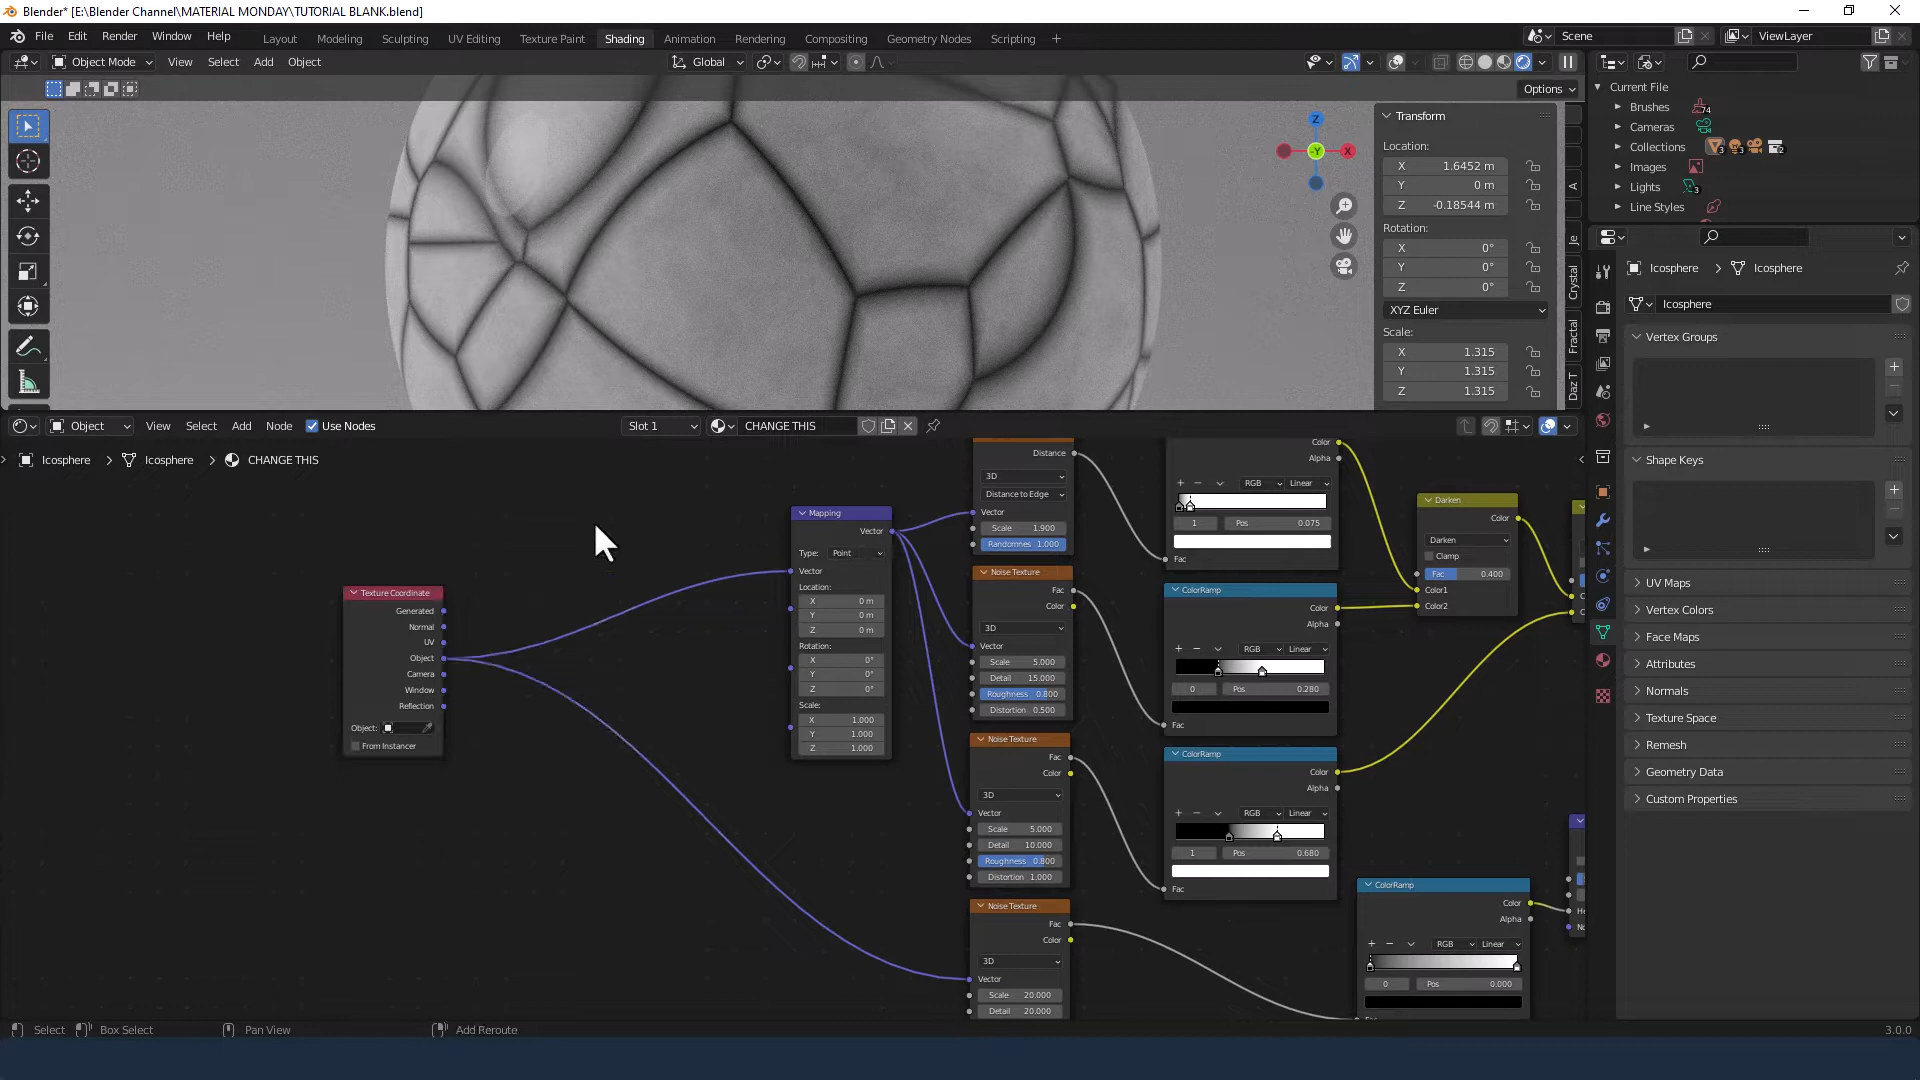 Blender* [E:\Blender Channel\MATERIAL MONDAY\TUTORIAL BLANK.blend]
File Edit Render Window Help Layout Modeling Sculpting UV Editing Texture Paint Shading Animation Rendering Compositing Geometry Nodes Scripting + Scene ViewLayer
Object Mode View Select Add Object Global
Options
Current File
Brushes 74
Cameras
Collections 3 3 2
Images
Lights 3
Line Styles
Z
-Y X
Transform
Location:
X 1.6452 m
Y 0 m
Z -0.18544 m
Rotation:
X 0°
Y 0°
Z 0°
XYZ Euler
Scale:
X 1.315
Y 1.315
Z 1.315
A
Je
Crystal
Fractal
Daz T
Icosphere > Icosphere
Icosphere
Vertex Groups
Shape Keys
UV Maps
Vertex Colors
Face Maps
Attributes
Normals
Texture Space
Remesh
Geometry Data
Custom Properties
Object View Select Add Node Use Nodes Slot 1 CHANGE THIS
Icosphere > Icosphere > CHANGE THIS
Texture Coordinate
Generated
Normal
UV
Object
Camera
Window
Reflection
Object:
From Instancer
Mapping
Vector
Type: Point
Vector
Location:
X 0 m
Y 0 m
Z 0 m
Rotation:
X 0°
Y 0°
Z 0°
Scale:
X 1.000
Y 1.000
Z 1.000
Distance
3D
Distance to Edge
Vector
Scale 1.900
Randomnes 1.000
Noise Texture
Fac
Color
3D
Vector
Scale 5.000
Detail 15.000
Roughness 0.800
Distortion 0.500
Noise Texture
Fac
Color
3D
Vector
Scale 5.000
Detail 10.000
Roughness 0.800
Distortion 1.000
Noise Texture
Fac
Color
3D
Vector
Scale 20.000
Detail 20.000
Color
Alpha
RGB Linear
1 Pos 0.075
Fac
ColorRamp
Color
Alpha
RGB Linear
0 Pos 0.280
Fac
ColorRamp
Color
Alpha
RGB Linear
1 Pos 0.680
Fac
Darken
Color
Darken
Clamp
Fac 0.400
Color1
Color2
ColorRamp
Color
Alpha
RGB Linear
0 Pos 0.000
Select Box Select Pan View Add Reroute 3.0.0